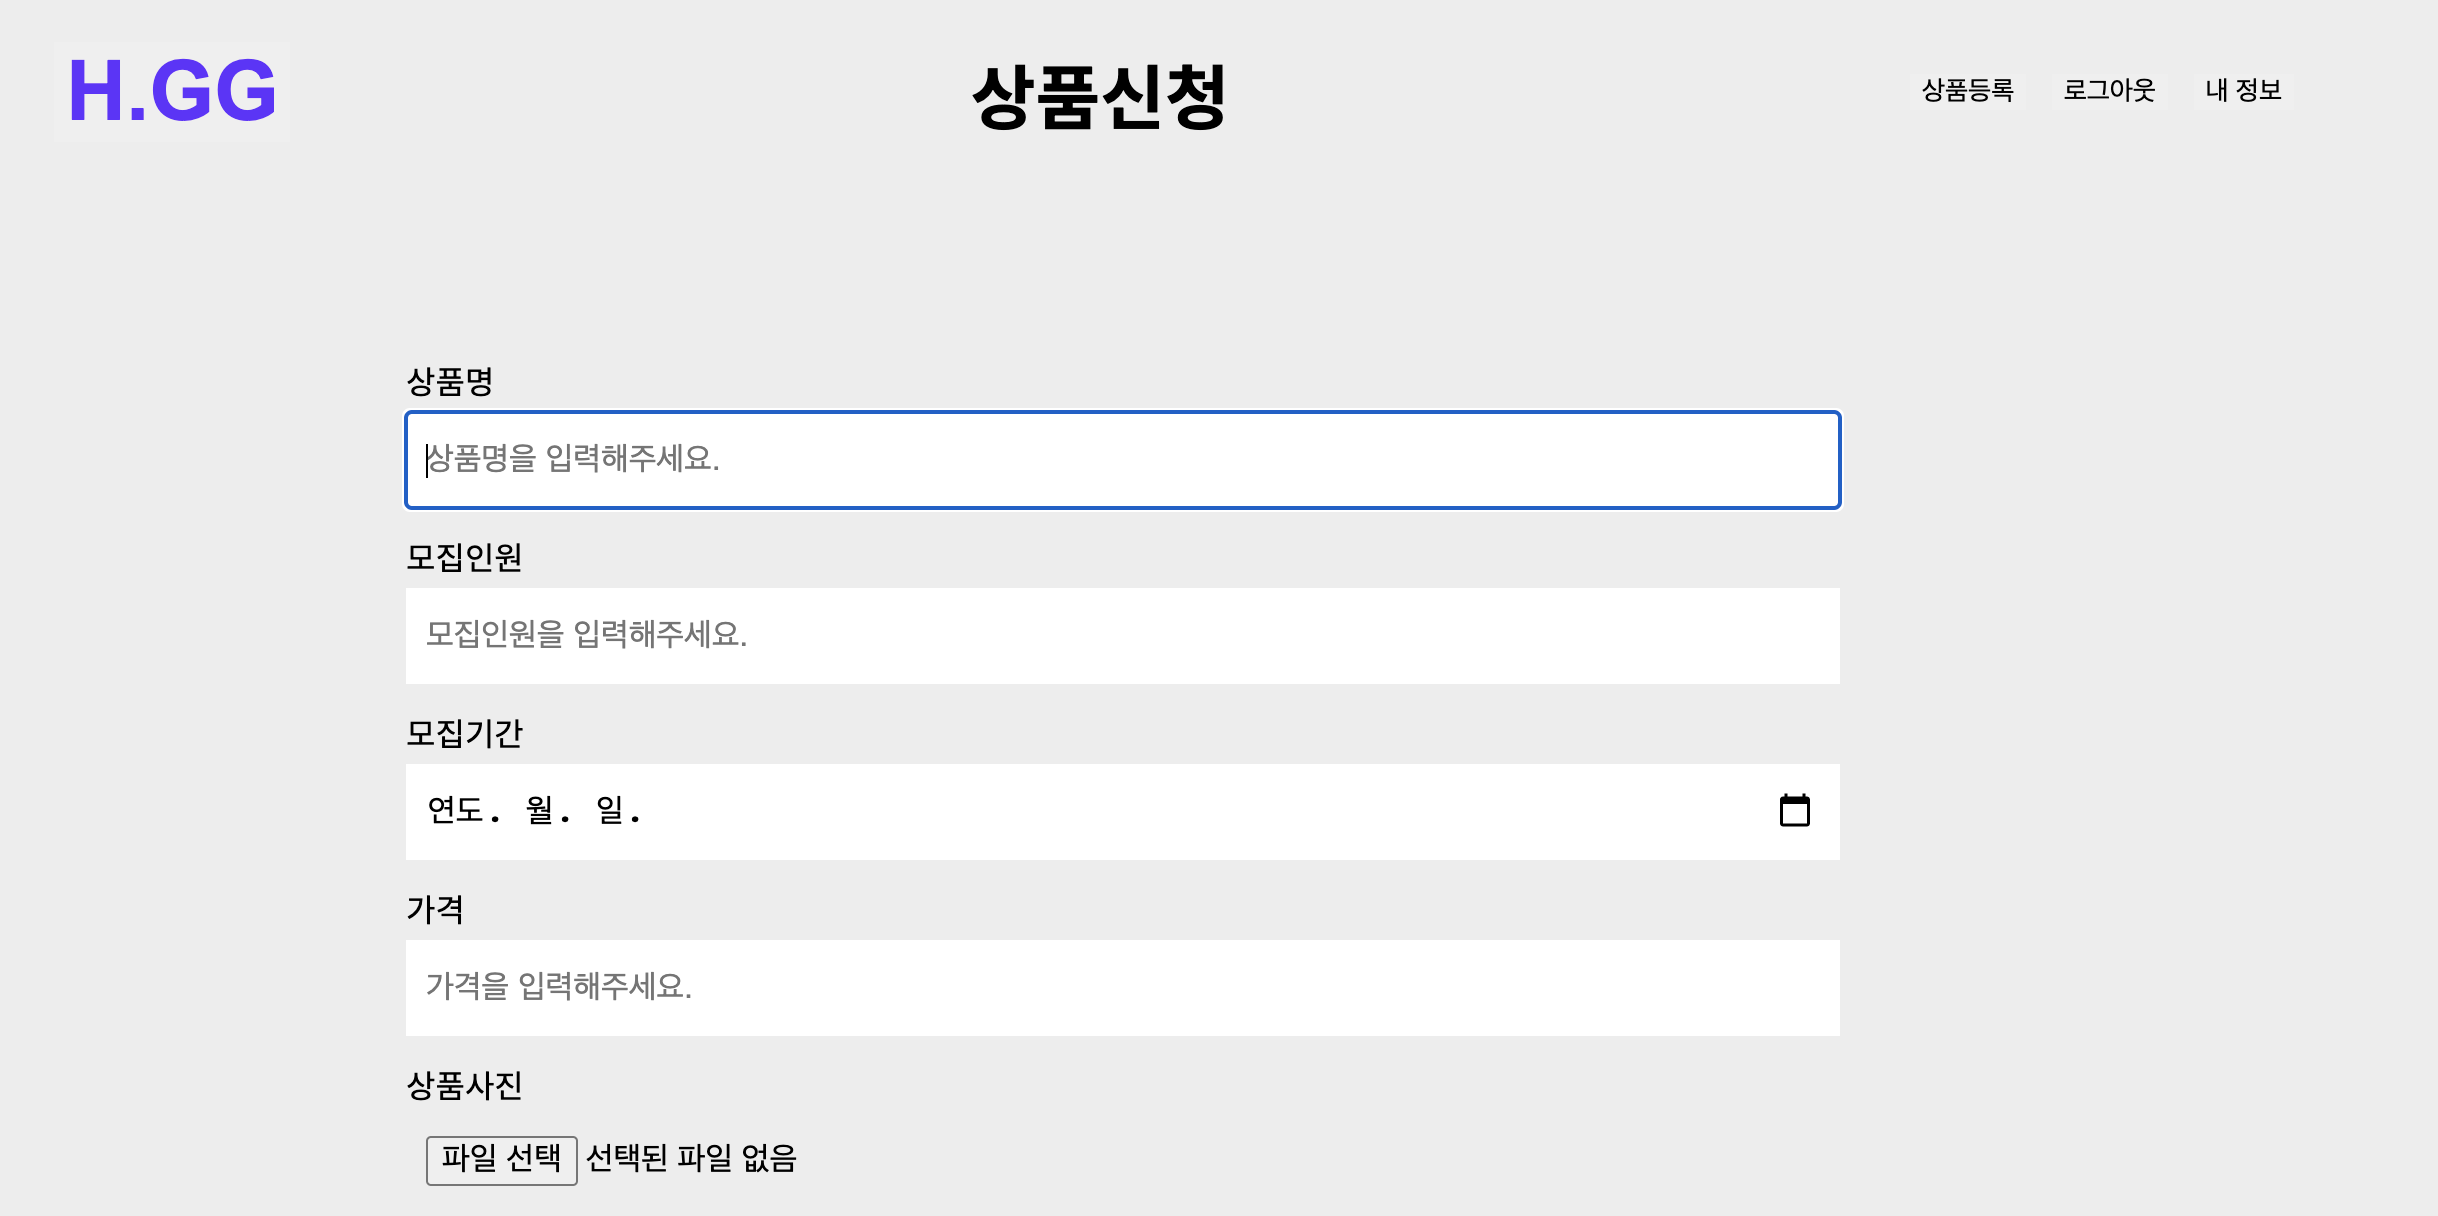 H.GG
상품신청
상품등록 로그아웃 내 정보
상품명
상품명을 입력해주세요.
모집인원
모집인원을 입력해주세요.
모집기간
연도. 월. 일.
가격
가격을 입력해주세요.
상품사진
파일 선택 선택된 파일 없음